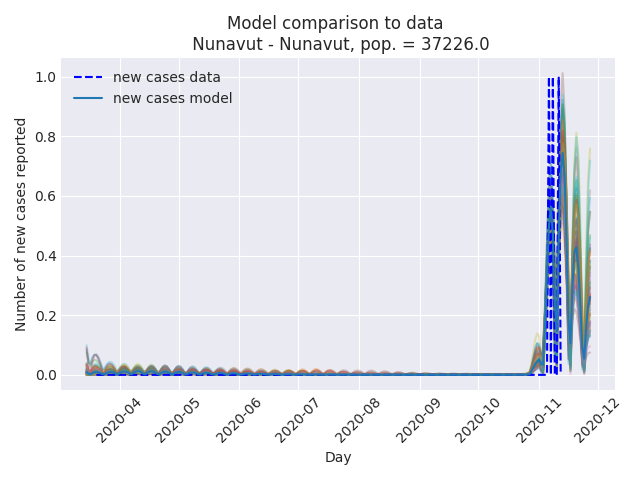 Model comparison to data
Nunavut - Nunavut, pop. = 37226.0
new cases data
new cases model
Number of new cases reported
1.0
0.8
0.6
0.4
0.2
0.0
2020-04
2020-05
2020-06
2020-07
2020-08
2020-09
2020-10
2020-11
2020-12
Day